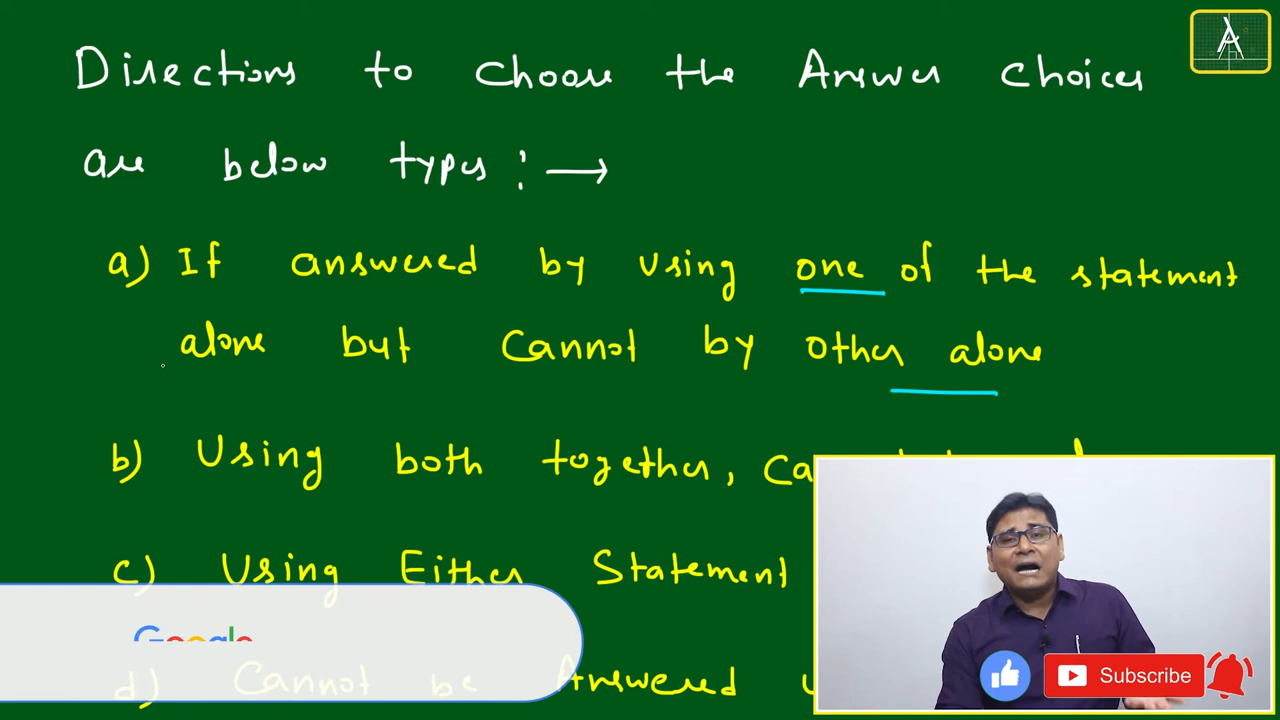 Directions to choose the Answer choices
are below types :→
a) If answered by using one of the statement
alone but cannot by other alone
b) Using both together,
c) Using Either Statement
Google
d) Cannot be Answered
Subscribe